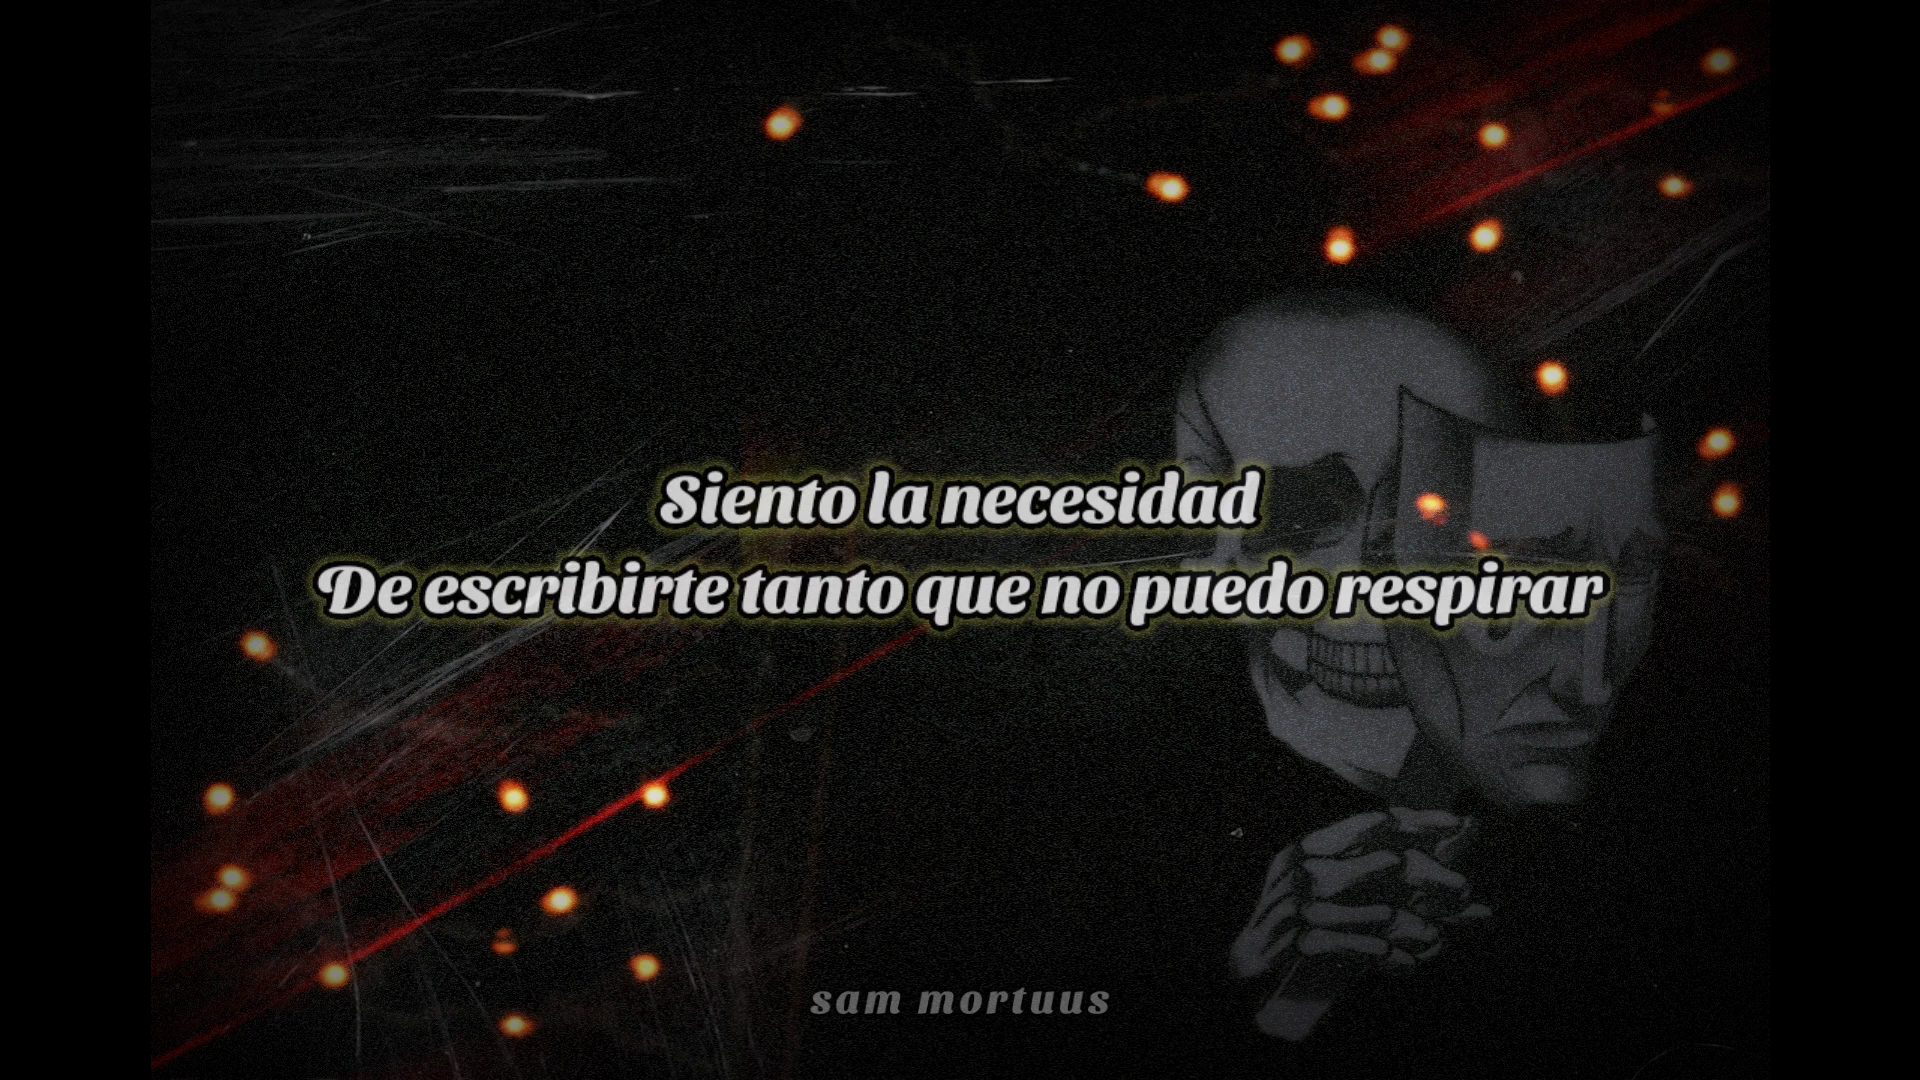 Siento la necesidad
De escribirte tanto que no puedo respirar
sam mortuus